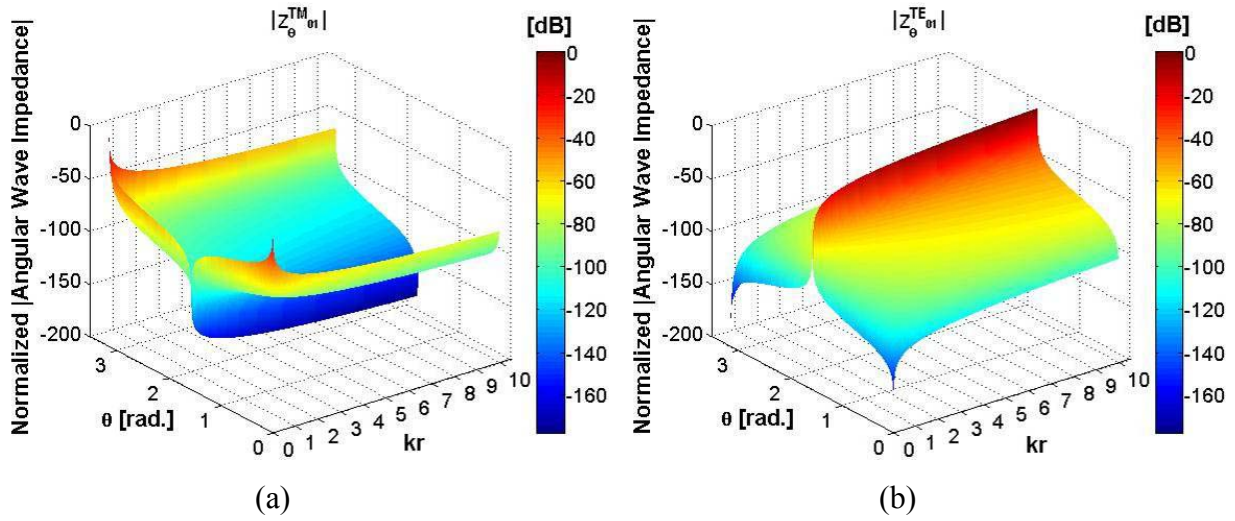 |Z_θ^TM_01|
[dB]
Normalized |Angular Wave Impedance|
0
-50
-100
-150
-200
3
2
1
0
θ [rad.]
0 1 2 3 4 5 6 7 8 9 10
kr
0
-20
-40
-60
-80
-100
-120
-140
-160
(a)
|Z_θ^TE_01|
[dB]
Normalized |Angular Wave Impedance|
0
-50
-100
-150
-200
3
2
1
0
θ [rad.]
0 1 2 3 4 5 6 7 8 9 10
kr
0
-20
-40
-60
-80
-100
-120
-140
-160
(b)